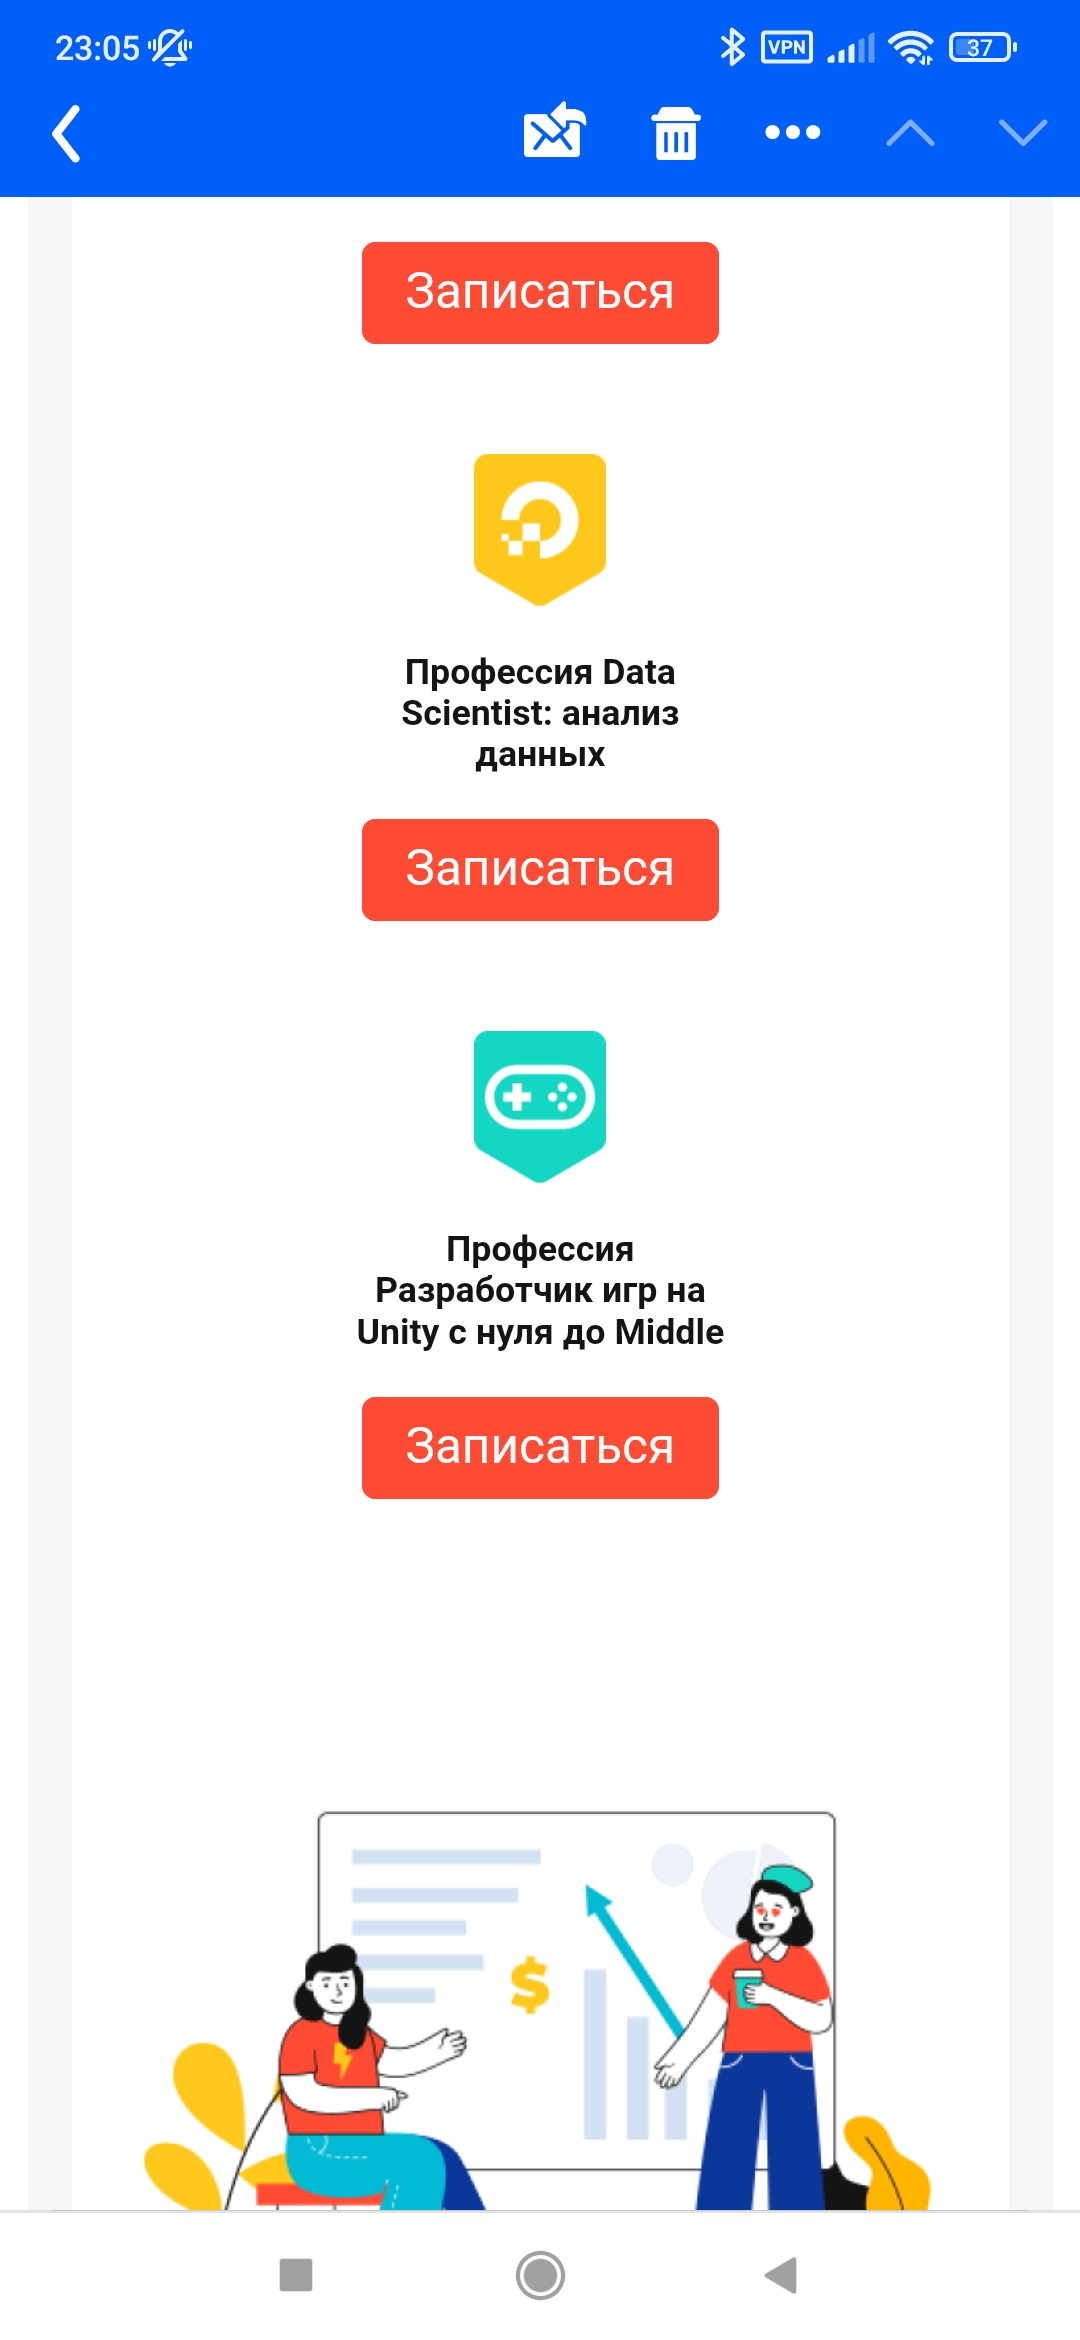 23:05
VPN
37
Записаться
Профессия Data
Scientist: анализ
данных
Записаться
Профессия
Разработчик игр на
Unity с нуля до Middle
Записаться
$